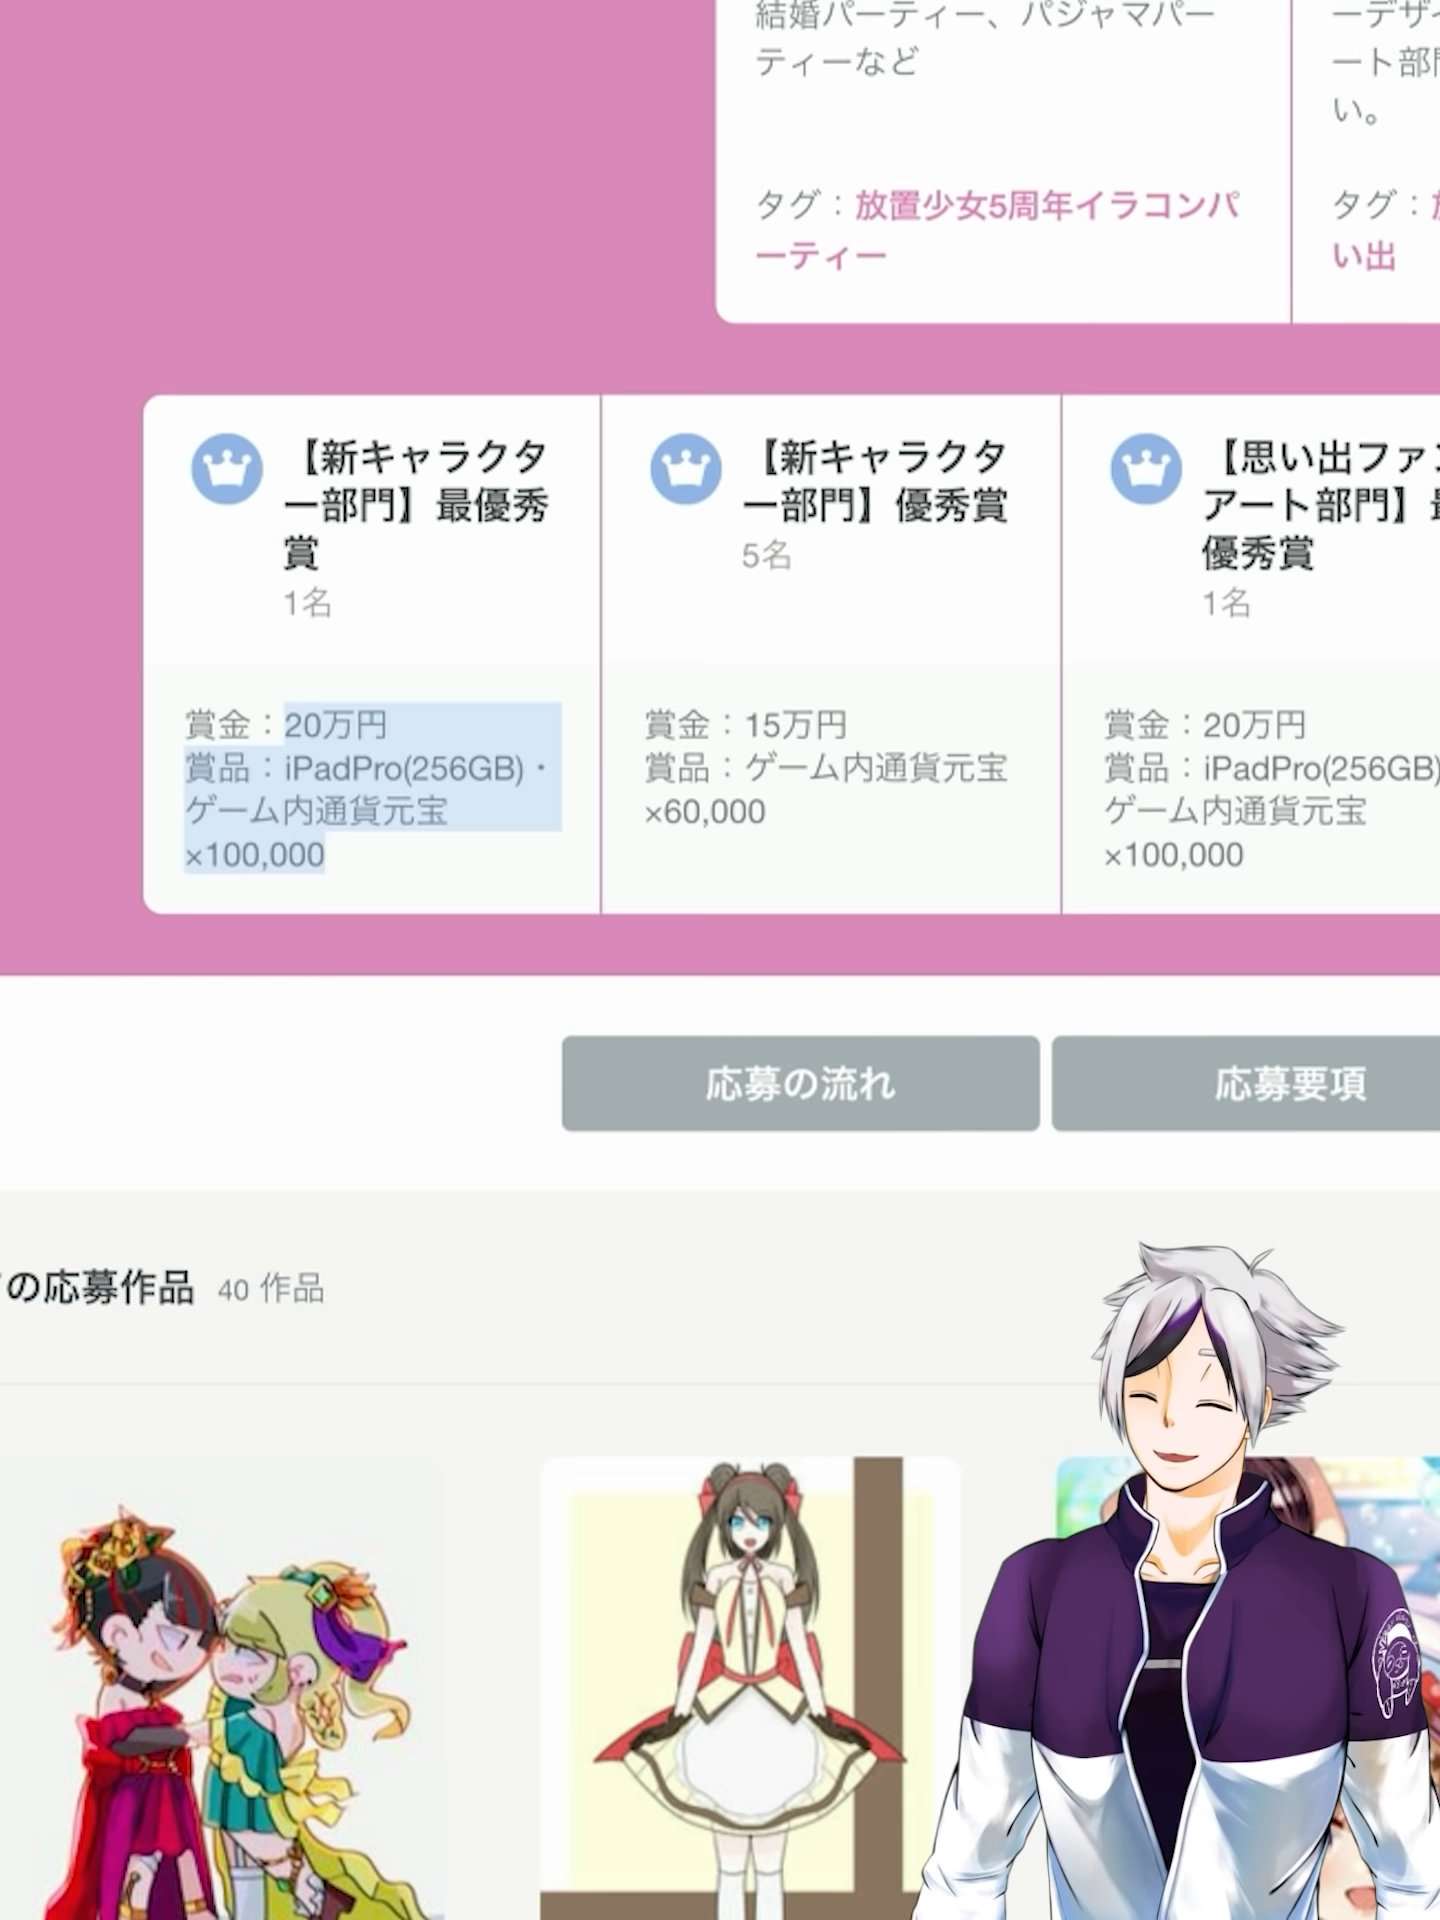 結婚パーティー、パジャマパー
ティーなど
タグ：放置少女5周年イラコンパ
ーティー
ーデザ
ート部門
い。
タグ：
い出
【新キャラクタ
ー部門】最優秀
賞
1名
賞金：20万円
賞品：iPadPro(256GB)・
ゲーム内通貨元宝
×100,000
【新キャラクタ
ー部門】優秀賞
5名
賞金：15万円
賞品：ゲーム内通貨元宝
×60,000
【思い出ファン
アート部門】最
優秀賞
1名
賞金：20万円
賞品：iPadPro(256GB)
ゲーム内通貨元宝
×100,000
応募の流れ
応募要項
の応募作品 40 作品